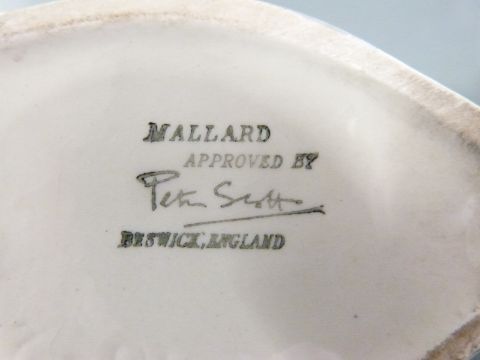 MALLARD
APPROVED BY
Peter Scott
BESWICK, ENGLAND